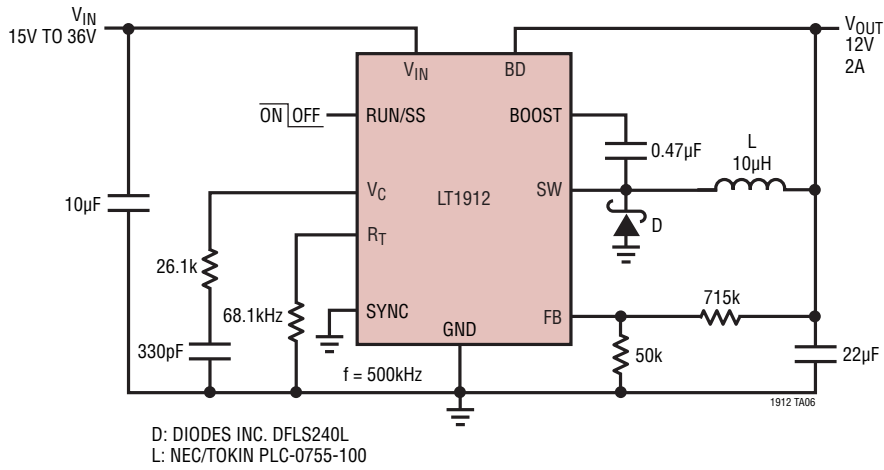 VIN
15V TO 36V
VOUT
12V
2A
VIN
BD
ON OFF
RUN/SS
BOOST
0.47µF
L
10µH
VC
LT1912
SW
10µF
D
RT
26.1k
715k
68.1kHz
SYNC
FB
GND
330pF
50k
22µF
f = 500kHz
1912 TA06
D: DIODES INC. DFLS240L
L: NEC/TOKIN PLC-0755-100